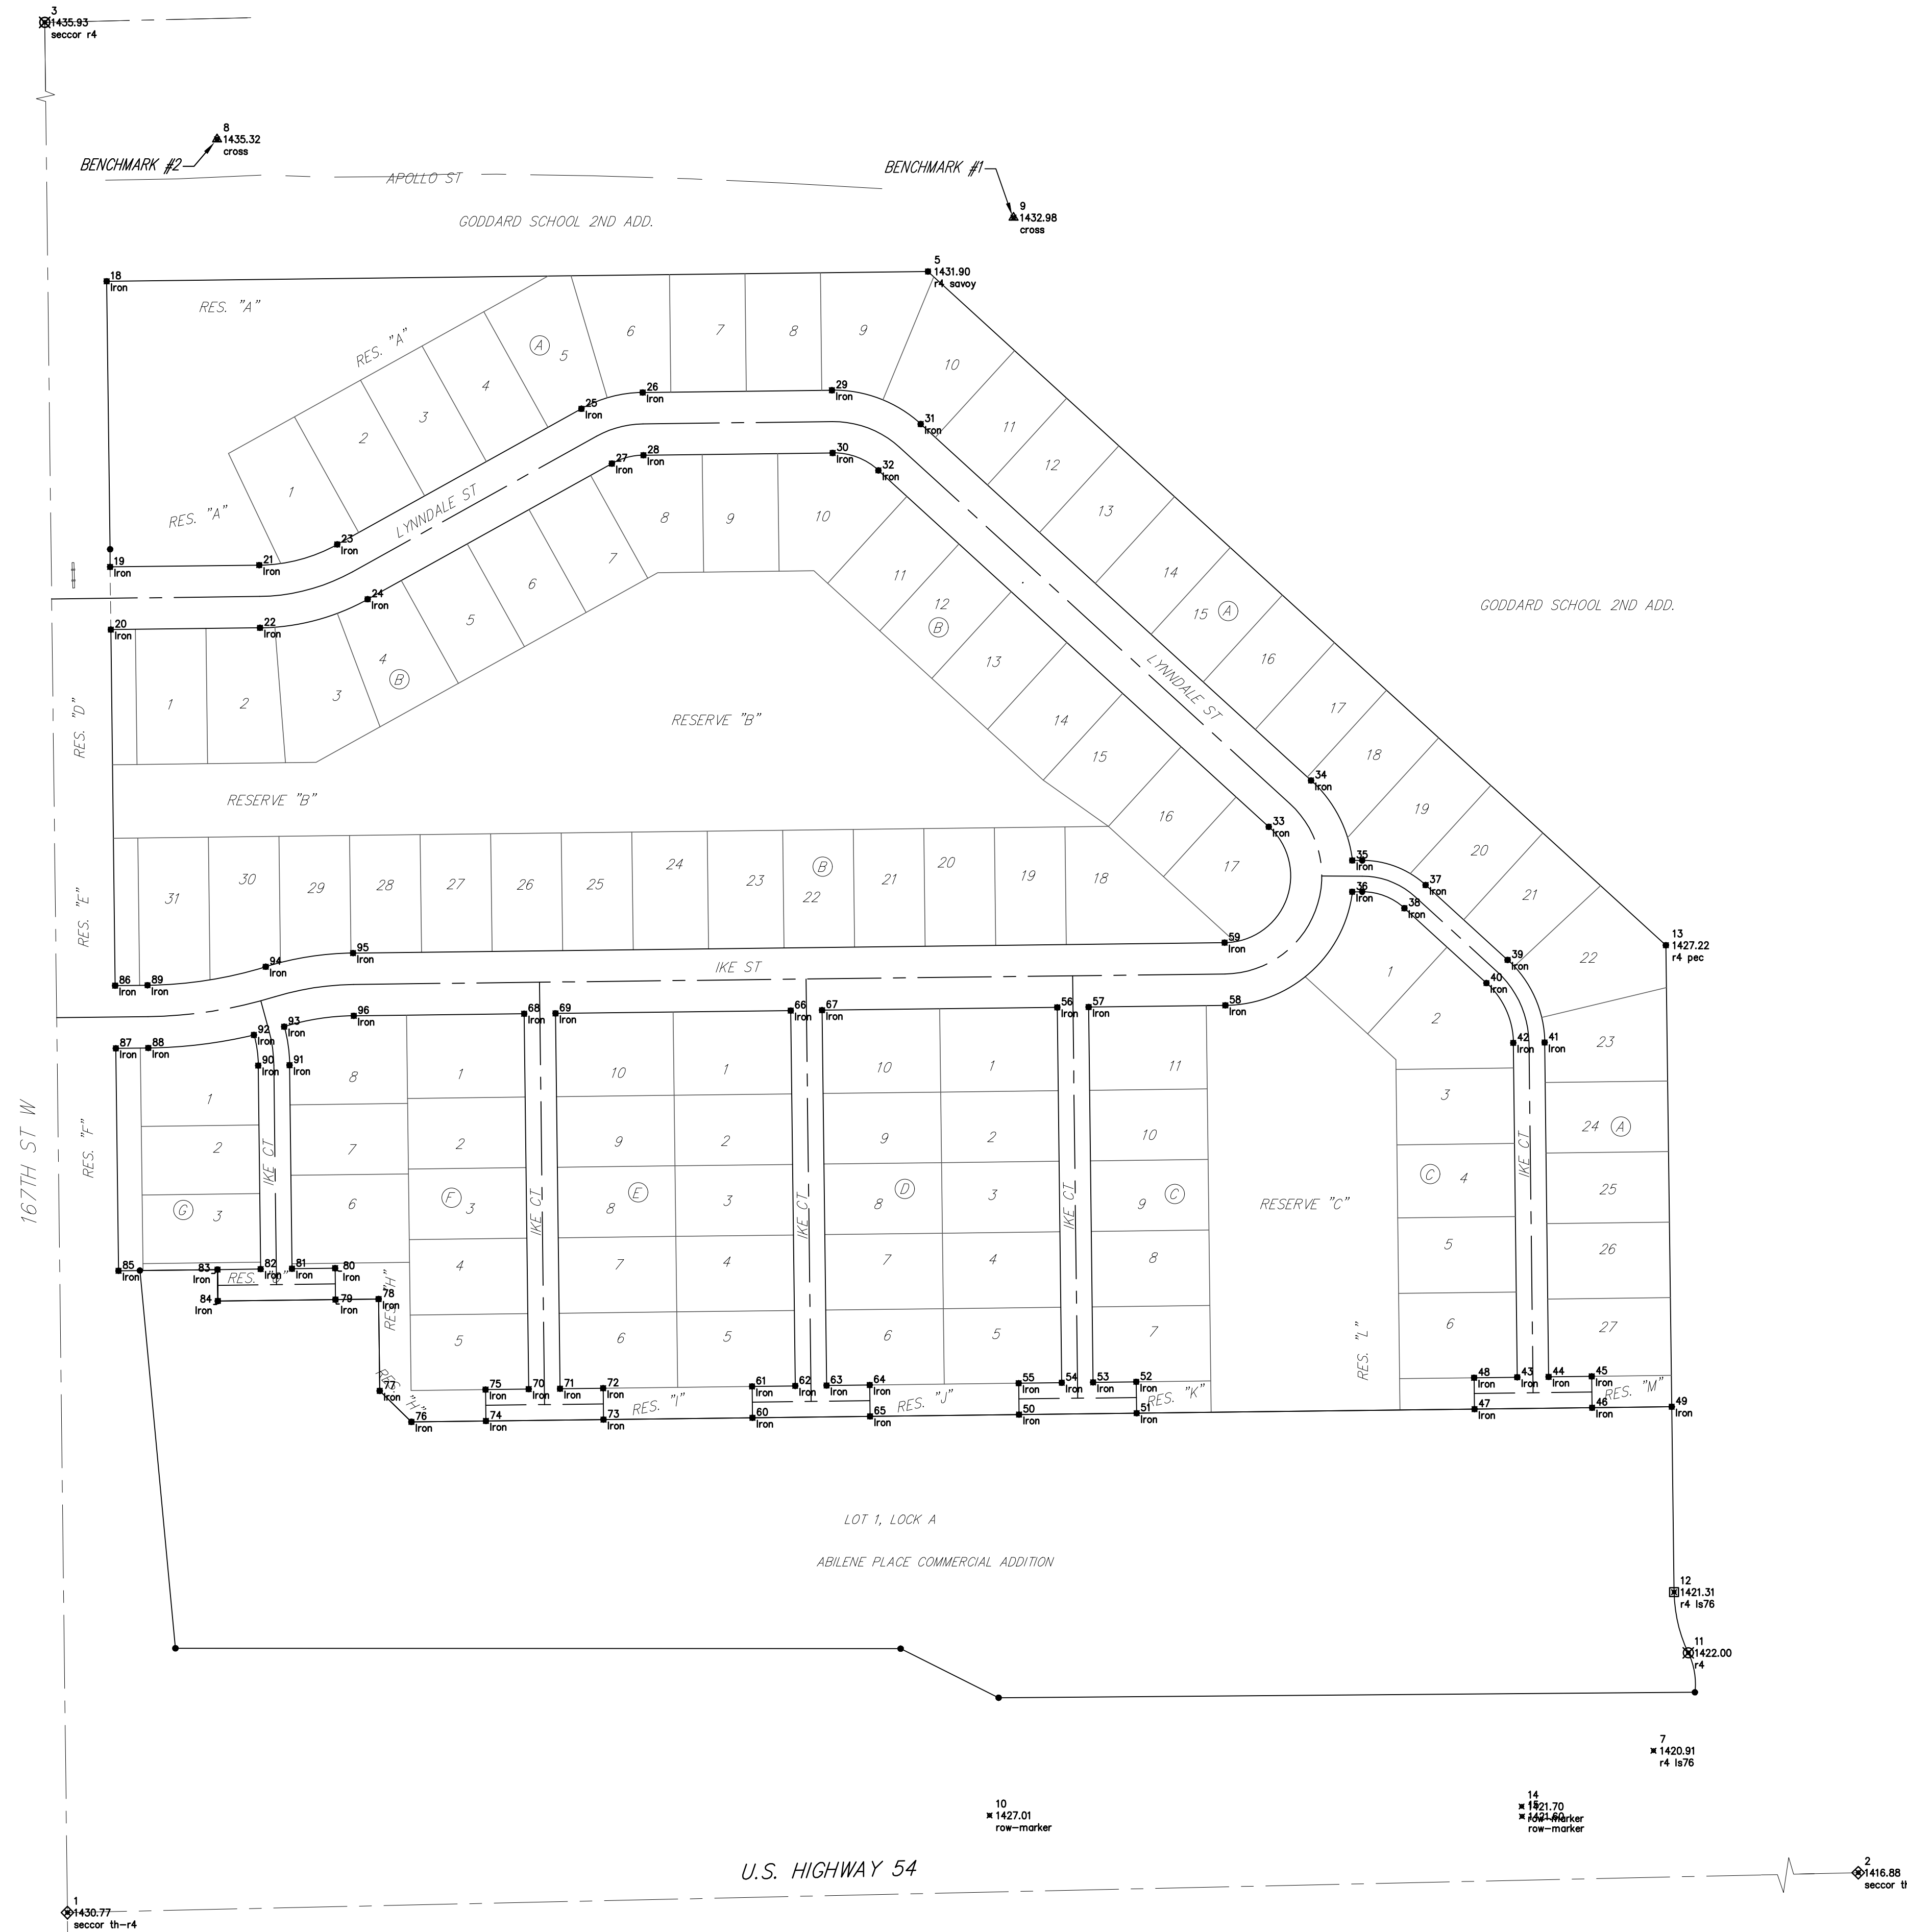 3
1435.93
seccor r4
8
1435.32
cross
BENCHMARK #2
APOLLO ST
BENCHMARK #1
9
1432.98
cross
GODDARD SCHOOL 2ND ADD.
5
1431.90
r4 savoy
18
Iron
RES. "A"
RES. "A"
A
5
6
7
8
9
10
4
3
2
1
26
Iron
25
Iron
29
Iron
31
Iron
28
Iron
27
Iron
30
Iron
32
Iron
11
12
13
14
15
A
16
17
18
19
20
21
22
LYNNDALE ST
RES. "A"
23
Iron
19
Iron
21
Iron
24
Iron
20
Iron
22
Iron
GODDARD SCHOOL 2ND ADD.
8
9
10
7
6
5
4
B
3
2
1
11
12
B
13
14
15
16
17
LYNNDALE ST
RES. "D"
RESERVE "B"
RESERVE "B"
34
Iron
33
Iron
35
Iron
36
Iron
37
Iron
38
Iron
39
Iron
40
Iron
13
1427.22
r4 pec
RES. "E"
31
30
29
28
27
26
25
24
23
B
22
21
20
19
18
59
Iron
95
Iron
94
Iron
86
Iron
89
Iron
IKE ST
96
Iron
68
Iron
69
Iron
66
Iron
67
Iron
56
Iron
57
Iron
58
Iron
92
Iron
93
Iron
87
Iron
88
Iron
90
Iron
91
Iron
42
Iron
41
Iron
167TH ST W
RES. "F"
1
2
G
3
IKE CT
8
7
6
1
2
F
3
4
5
IKE CT
10
9
E
8
7
6
1
2
3
4
5
IKE CT
10
9
D
8
7
6
1
2
3
4
5
IKE CT
11
10
9
C
8
7
RESERVE "C"
RES. "L"
1
2
3
C
4
5
6
IKE CT
23
24
A
25
26
27
85
Iron
83
Iron
82
Iron
81
Iron
80
Iron
84
Iron
79
Iron
78
Iron
RES. "H"
77
Iron
RES. "H"
76
Iron
75
Iron
74
Iron
70
Iron
71
Iron
72
Iron
73
Iron
RES. "I"
61
Iron
60
Iron
62
Iron
63
Iron
64
Iron
65
Iron
RES. "J"
55
Iron
50
Iron
54
Iron
53
Iron
52
Iron
51
Iron
RES. "K"
48
Iron
47
Iron
43
Iron
44
Iron
45
Iron
46
Iron
RES. "M"
49
Iron
LOT 1, LOCK A
ABILENE PLACE COMMERCIAL ADDITION
12
1421.31
r4 ls76
11
1422.00
r4
7
1420.91
r4 ls76
10
1427.01
row-marker
14
1421.70
row-marker
15
1421.60
row-marker
U.S. HIGHWAY 54
2
1416.88
seccor th
1
1430.77
seccor th-r4